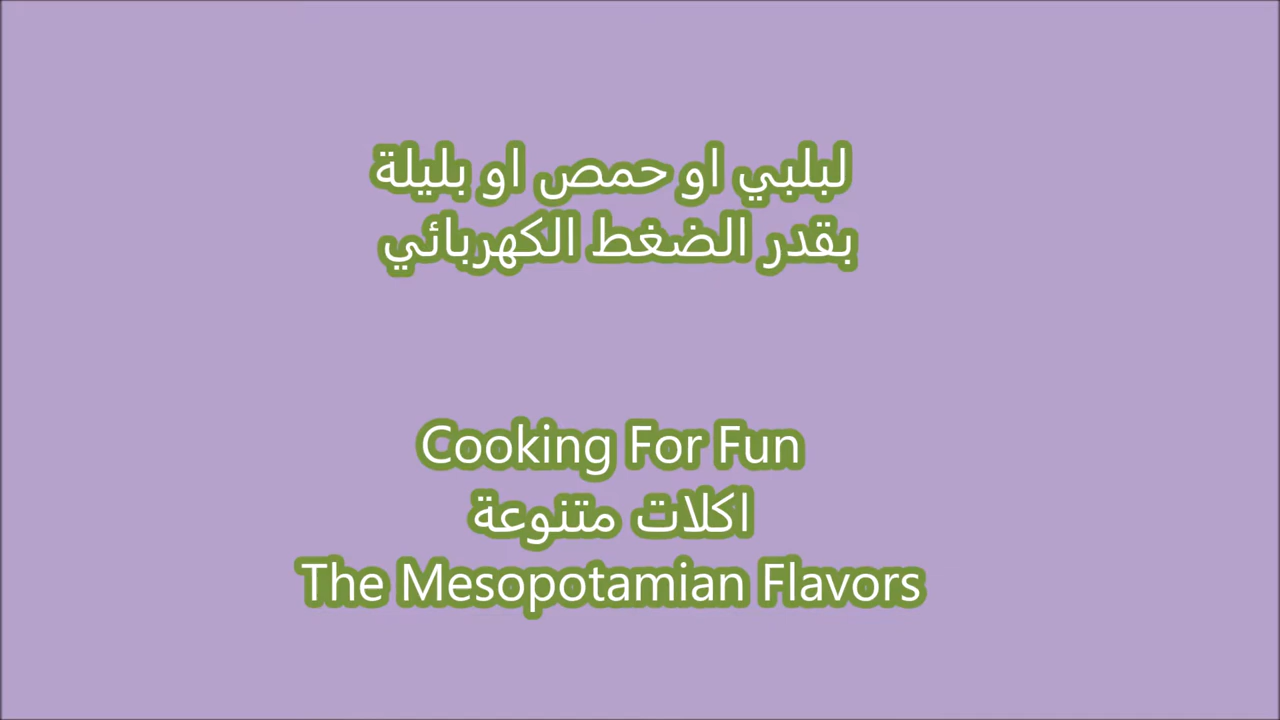 لبلبي او حمص او بليلة
بقدر الضغط الكهربائي
Cooking For Fun
اكلات متنوعة
The Mesopotamian Flavors